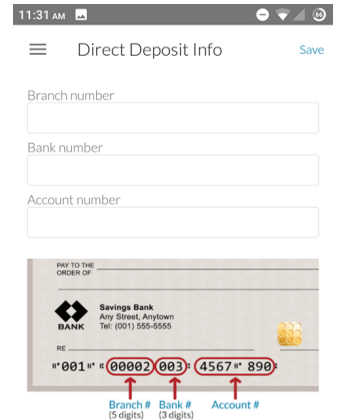 11:31 AM 66
Direct Deposit Info Save
Branch number
Bank number
Account number
PAY TO THE
ORDER OF
Savings Bank
Any Street, Anytown
BANK Tel: (001) 555-5555
RE
⑈001⑈ ⑆00002 003⑆ 4567⑈890⑆
Branch # Bank # Account #
(5 digits) (3 digits)